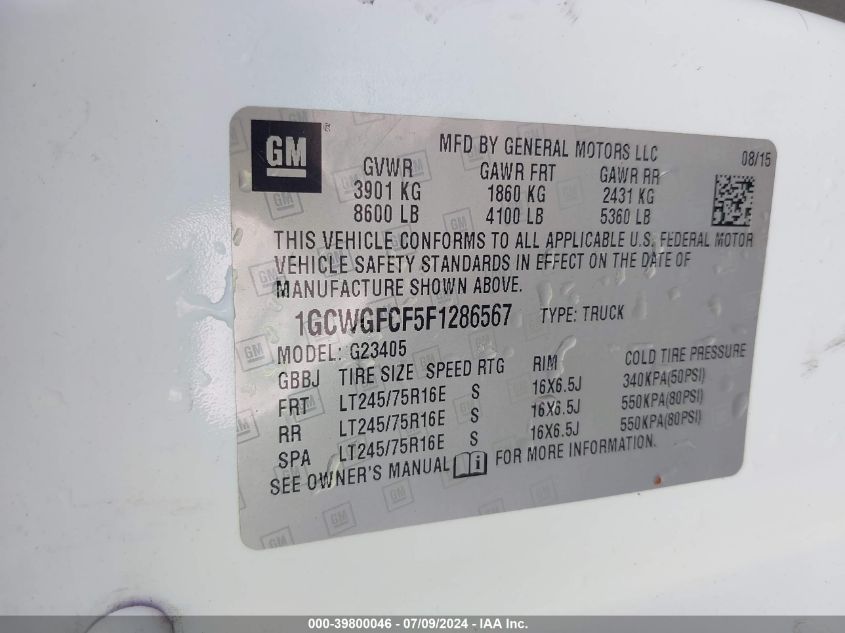 GM
®
MFD BY GENERAL MOTORS LLC 08/15
GVWR GAWR FRT GAWR RR
3901 KG 1860 KG 2431 KG
8600 LB 4100 LB 5360 LB
THIS VEHICLE CONFORMS TO ALL APPLICABLE U.S. FEDERAL MOTOR
VEHICLE SAFETY STANDARDS IN EFFECT ON THE DATE OF
MANUFACTURE SHOWN ABOVE.
1GCWGFCF5F1286567 TYPE: TRUCK
MODEL: G23405
GBBJ TIRE SIZE SPEED RTG RIM COLD TIRE PRESSURE
FRT LT245/75R16E S 16X6.5J 340KPA(50PSI)
RR LT245/75R16E S 16X6.5J 550KPA(80PSI)
SPA LT245/75R16E S 16X6.5J 550KPA(80PSI)
SEE OWNER'S MANUAL FOR MORE INFORMATION.
000-39800046 - 07/09/2024 - IAA Inc.